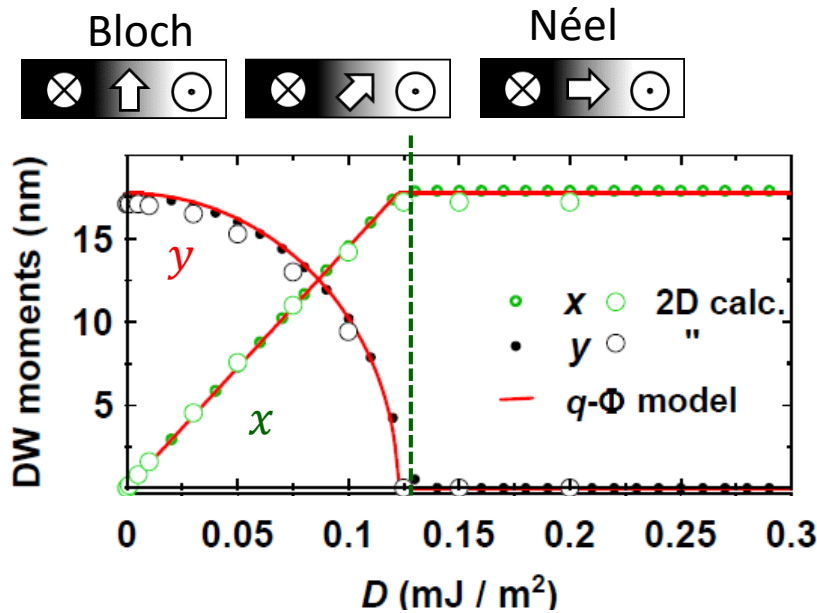 Bloch
Néel
DW moments (nm)
15
10
5
y
x
x 2D calc.
y "
q-Φ model
0 0.05 0.1 0.15 0.2 0.25 0.3
D (mJ / m²)